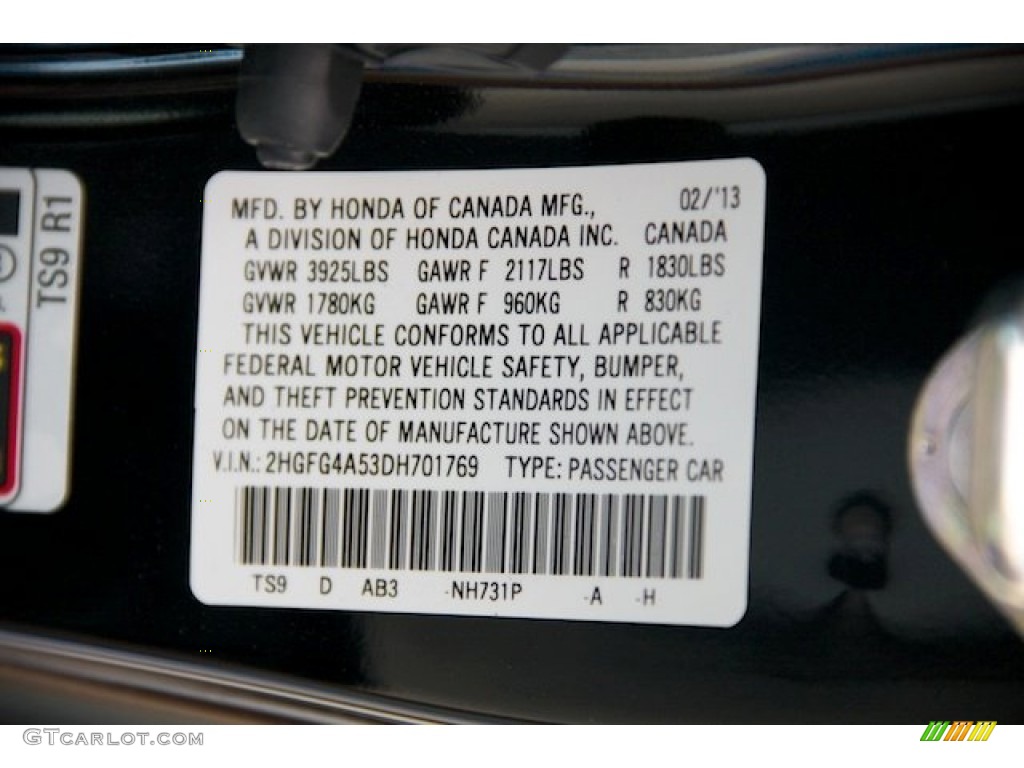 MFD. BY HONDA OF CANADA MFG., 02/'13
A DIVISION OF HONDA CANADA INC. CANADA
GVWR 3925LBS GAWR F 2117LBS R 1830LBS
GVWR 1780KG GAWR F 960KG R 830KG
THIS VEHICLE CONFORMS TO ALL APPLICABLE
FEDERAL MOTOR VEHICLE SAFETY, BUMPER,
AND THEFT PREVENTION STANDARDS IN EFFECT
ON THE DATE OF MANUFACTURE SHOWN ABOVE.
V.I.N.: 2HGFG4A53DH701769 TYPE: PASSENGER CAR
TS9 D AB3 -NH731P -A -H
TS9 R1
GTCARLOT.COM